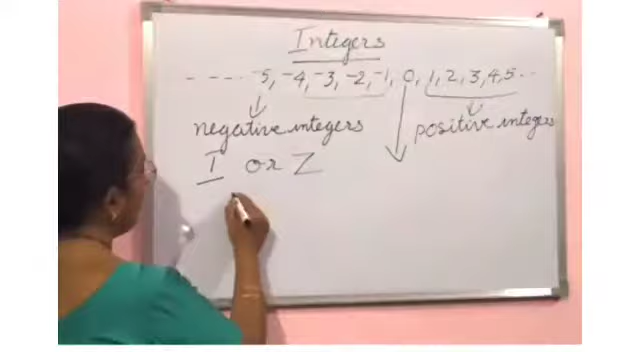 Integers
- - - - -5, -4, -3, -2, -1, 0, 1, 2, 3, 4, 5 - -
negative integers
positive integers
I or Z